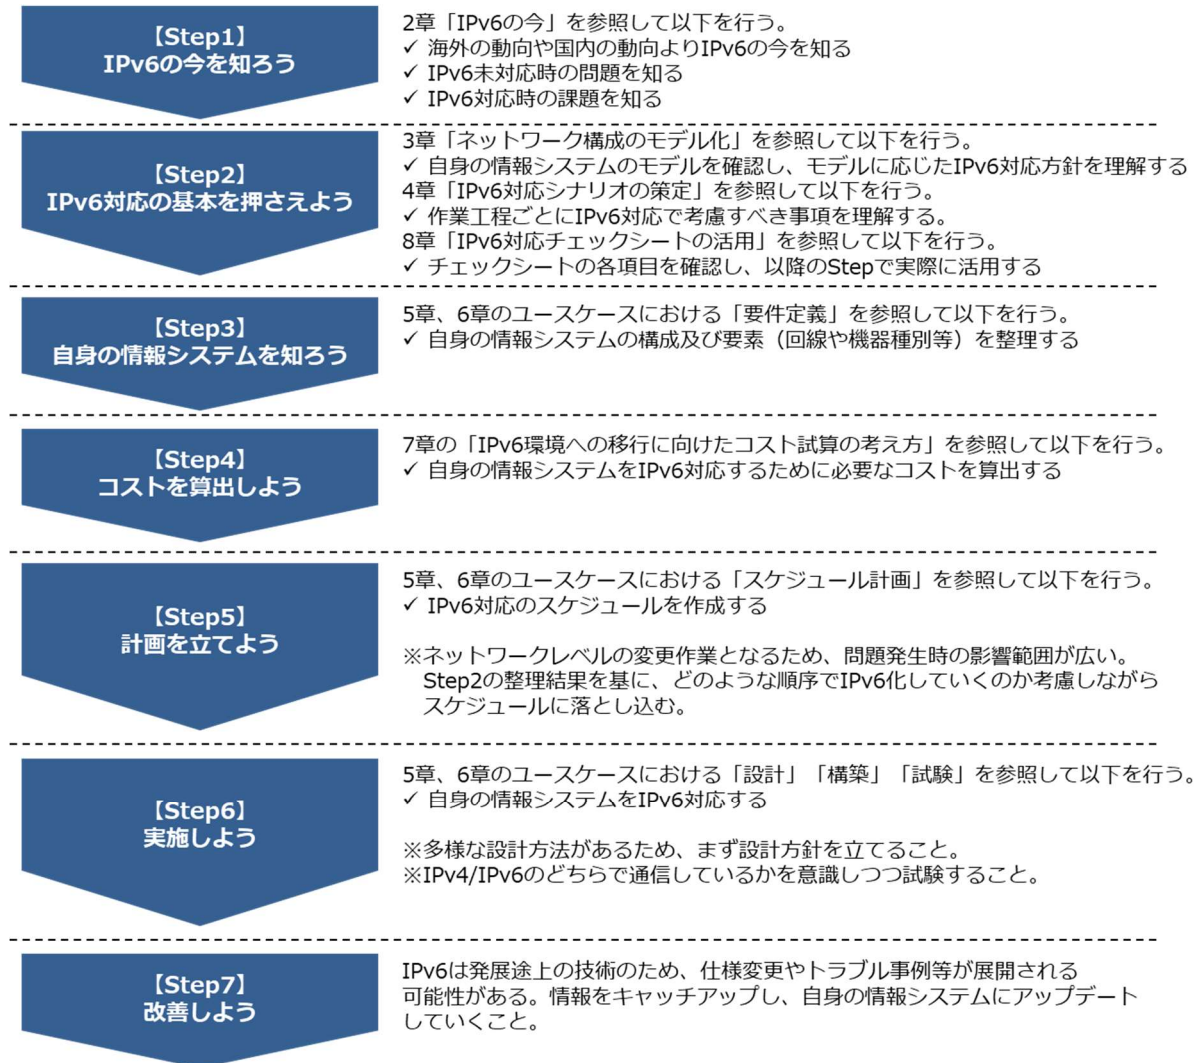 【Step1】
IPv6の今を知ろう
2章「IPv6の今」を参照して以下を行う。
✓ 海外の動向や国内の動向よりIPv6の今を知る
✓ IPv6未対応時の問題を知る
✓ IPv6対応時の課題を知る
【Step2】
IPv6対応の基本を押さえよう
3章「ネットワーク構成のモデル化」を参照して以下を行う。
✓ 自身の情報システムのモデルを確認し、モデルに応じたIPv6対応方針を理解する
4章「IPv6対応シナリオの策定」を参照して以下を行う。
✓ 作業工程ごとにIPv6対応で考慮すべき事項を理解する。
8章「IPv6対応チェックシートの活用」を参照して以下を行う。
✓ チェックシートの各項目を確認し、以降のStepで実際に活用する
【Step3】
自身の情報システムを知ろう
5章、6章のユースケースにおける「要件定義」を参照して以下を行う。
✓ 自身の情報システムの構成及び要素（回線や機器種別等）を整理する
【Step4】
コストを算出しよう
7章の「IPv6環境への移行に向けたコスト試算の考え方」を参照して以下を行う。
✓ 自身の情報システムをIPv6対応するために必要なコストを算出する
【Step5】
計画を立てよう
5章、6章のユースケースにおける「スケジュール計画」を参照して以下を行う。
✓ IPv6対応のスケジュールを作成する
※ネットワークレベルの変更作業となるため、問題発生時の影響範囲が広い。
Step2の整理結果を基に、どのような順序でIPv6化していくのか考慮しながら
スケジュールに落とし込む。
【Step6】
実施しよう
5章、6章のユースケースにおける「設計」「構築」「試験」を参照して以下を行う。
✓ 自身の情報システムをIPv6対応する
※多様な設計方法があるため、まず設計方針を立てること。
※IPv4/IPv6のどちらで通信しているかを意識しつつ試験すること。
【Step7】
改善しよう
IPv6は発展途上の技術のため、仕様変更やトラブル事例等が展開される
可能性がある。情報をキャッチアップし、自身の情報システムにアップデート
していくこと。